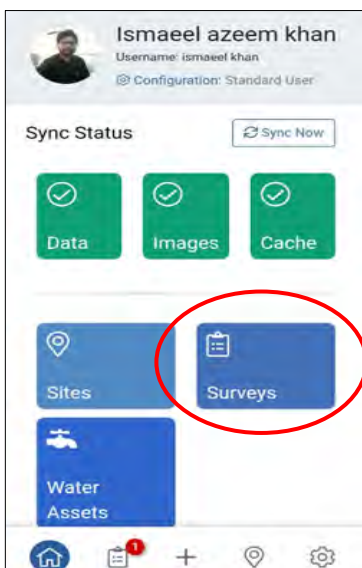 Ismaeel azeem khan
Username: ismaeel khan
Configuration: Standard User
Sync Status
Sync Now
Data
Images
Cache
Sites
Surveys
Water
Assets
1